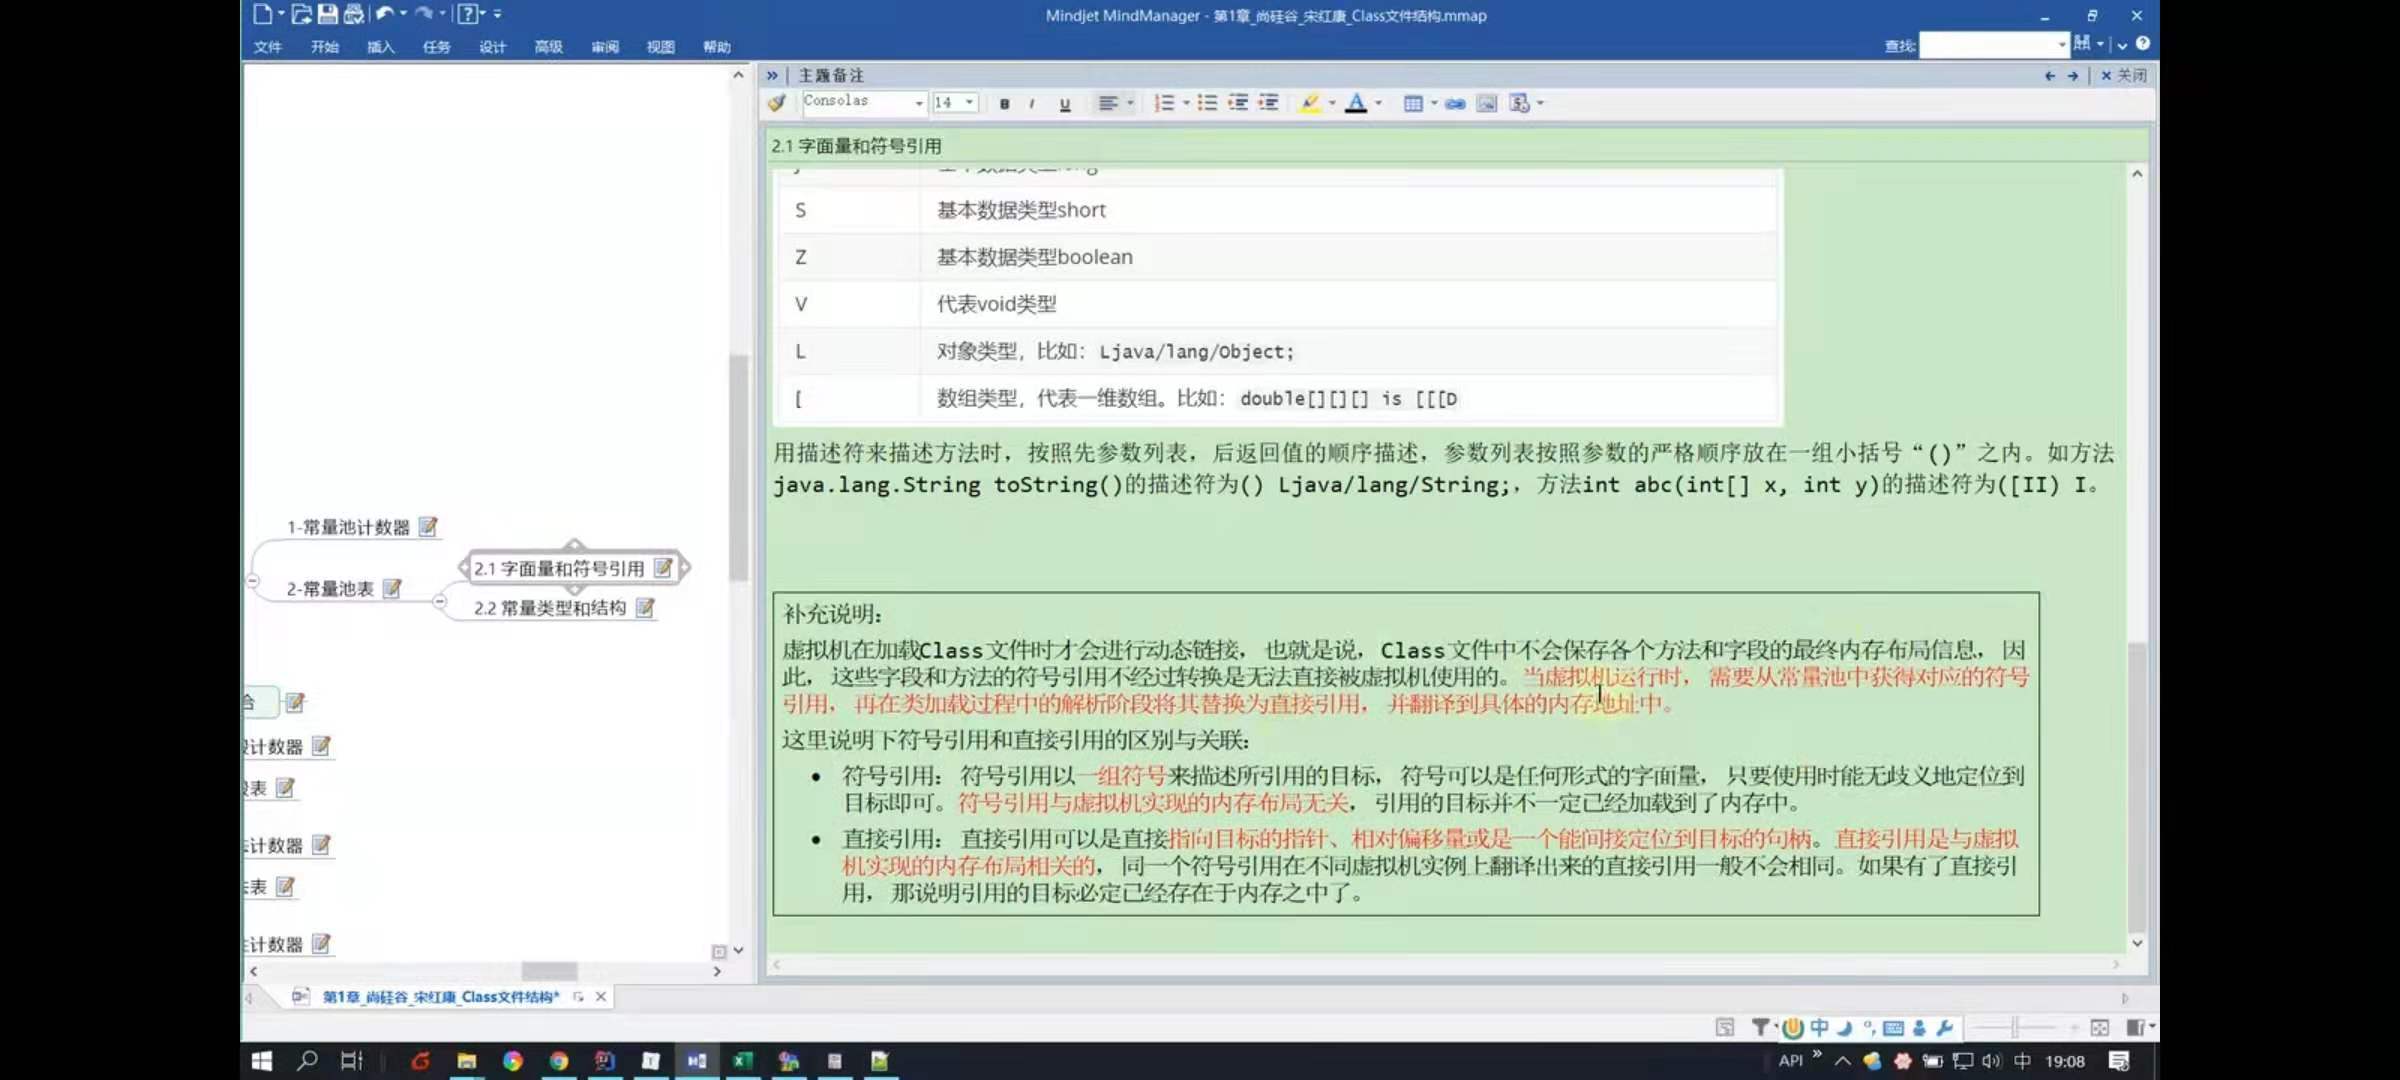 Mindjet MindManager - 第1章_尚硅谷_宋红康_Class文件结构.mmap
文件 开始 插入 任务 设计 高级 审阅 视图 帮助
查找:
主题备注
关闭
Consolas 14 B I U
2.1 字面量和符号引用
S 基本数据类型short
Z 基本数据类型boolean
V 代表void类型
L 对象类型，比如：Ljava/lang/Object;
[ 数组类型，代表一维数组。比如：double[][][] is [[[D
用描述符来描述方法时，按照先参数列表，后返回值的顺序描述，参数列表按照参数的严格顺序放在一组小括号“()”之内。如方法
java.lang.String toString()的描述符为() Ljava/lang/String;，方法int abc(int[] x, int y)的描述符为([II) I。
补充说明：
虚拟机在加载Class文件时才会进行动态链接，也就是说，Class文件中不会保存各个方法和字段的最终内存布局信息，因
此，这些字段和方法的符号引用不经过转换是无法直接被虚拟机使用的。当虚拟机运行时，需要从常量池中获得对应的符号
引用，再在类加载过程中的解析阶段将其替换为直接引用，并翻译到具体的内存地址中。
这里说明下符号引用和直接引用的区别与关联：
• 符号引用：符号引用以一组符号来描述所引用的目标，符号可以是任何形式的字面量，只要使用时能无歧义地定位到
目标即可。符号引用与虚拟机实现的内存布局无关，引用的目标并不一定已经加载到了内存中。
• 直接引用：直接引用可以是直接指向目标的指针、相对偏移量或是一个能间接定位到目标的句柄。直接引用是与虚拟
机实现的内存布局相关的，同一个符号引用在不同虚拟机实例上翻译出来的直接引用一般不会相同。如果有了直接引
用，那说明引用的目标必定已经存在于内存之中了。
1-常量池计数器
2-常量池表
2.1 字面量和符号引用
2.2 常量类型和结构
计数器
表
计数器
表
计数器
第1章_尚硅谷_宋红康_Class文件结构*
中
API 中 19:08